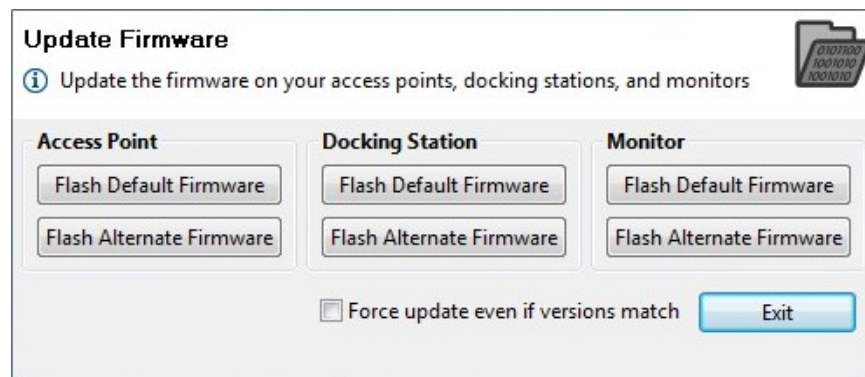 Update Firmware
0101100
1001010
1001010
Update the firmware on your access points, docking stations, and monitors
Access Point
Docking Station
Monitor
Flash Default Firmware
Flash Default Firmware
Flash Default Firmware
Flash Alternate Firmware
Flash Alternate Firmware
Flash Alternate Firmware
Force update even if versions match
Exit